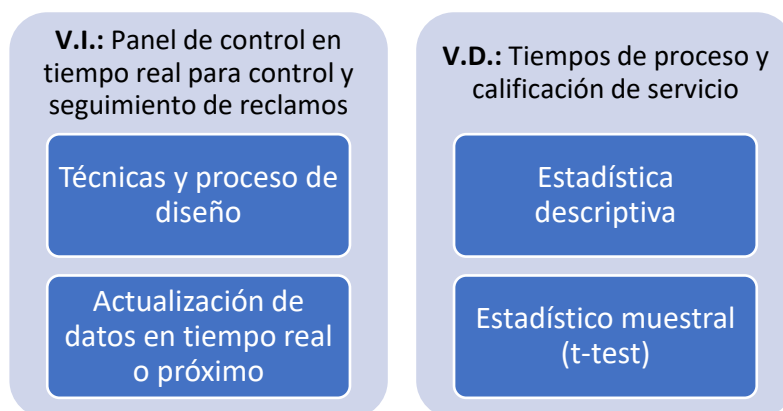 V.I.: Panel de control en
tiempo real para control y
seguimiento de reclamos
Técnicas y proceso de
diseño
Actualización de
datos en tiempo real
o próximo
V.D.: Tiempos de proceso y
calificación de servicio
Estadística
descriptiva
Estadístico muestral
(t-test)